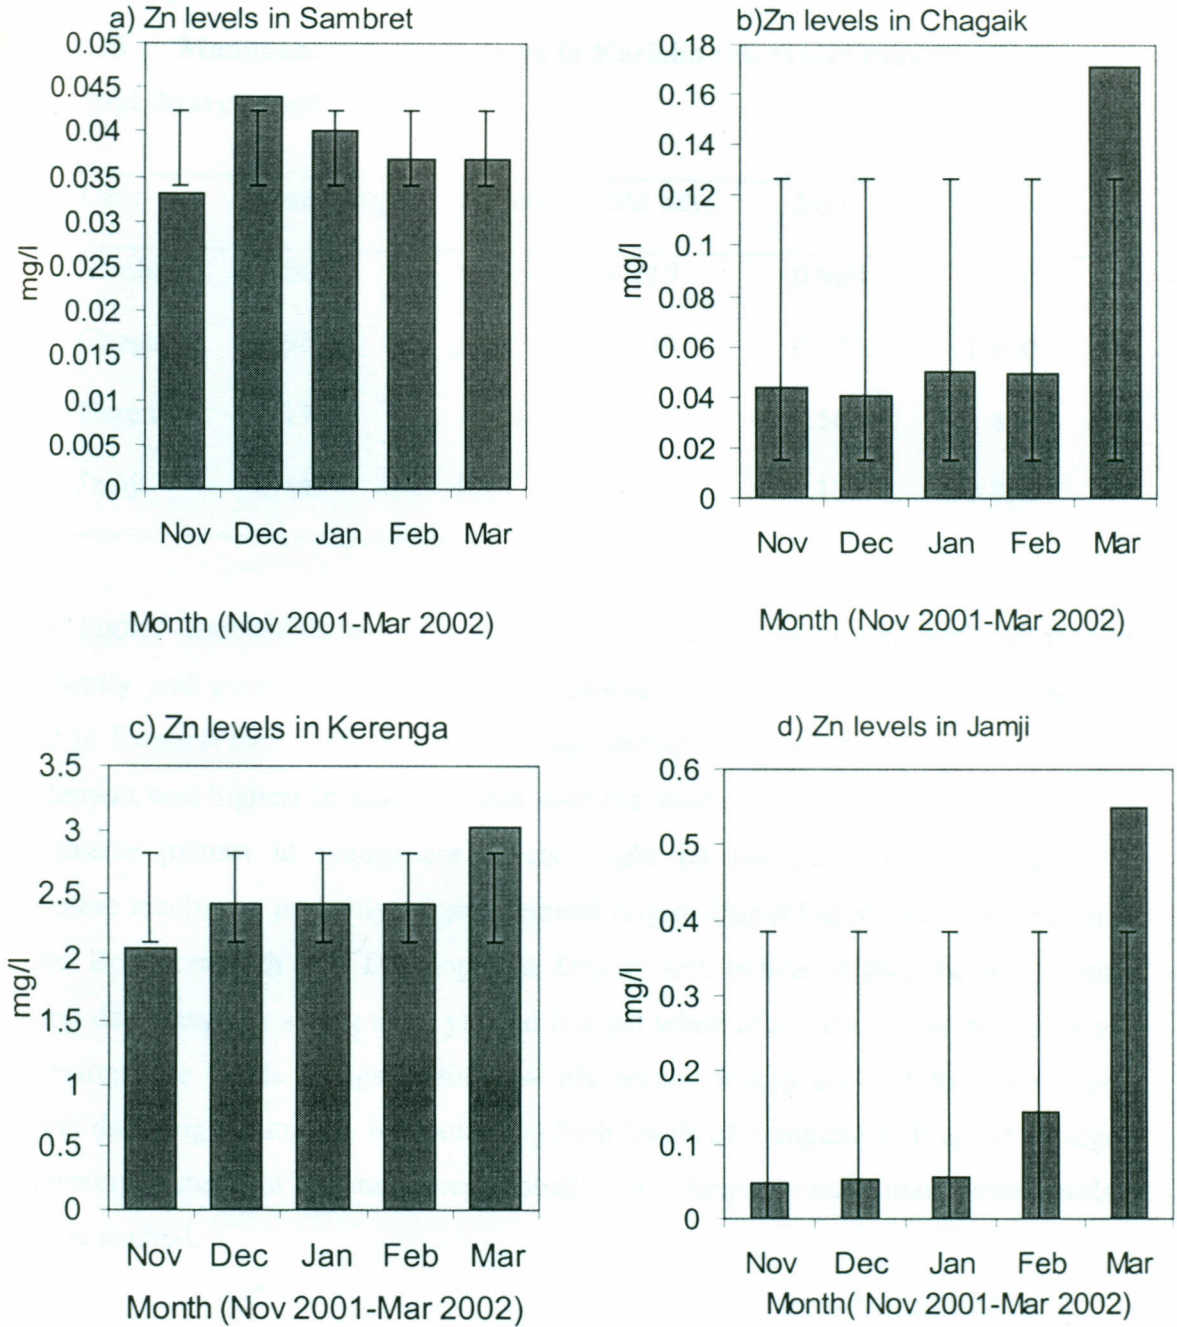 a) Zn levels in Sambret
0.05
0.045
0.04
0.035
0.03
0.025
0.02
0.015
0.01
0.005
0
mg/l
Nov Dec Jan Feb Mar
Month (Nov 2001-Mar 2002)
b)Zn levels in Chagaik
0.18
0.16
0.14
0.12
0.1
0.08
0.06
0.04
0.02
0
mg/l
Nov Dec Jan Feb Mar
Month (Nov 2001-Mar 2002)
c) Zn levels in Kerenga
3.5
3
2.5
2
1.5
1
0.5
0
mg/l
Nov Dec Jan Feb Mar
Month (Nov 2001-Mar 2002)
d) Zn levels in Jamji
0.6
0.5
0.4
0.3
0.2
0.1
0
mg/l
Nov Dec Jan Feb Mar
Month( Nov 2001-Mar 2002)